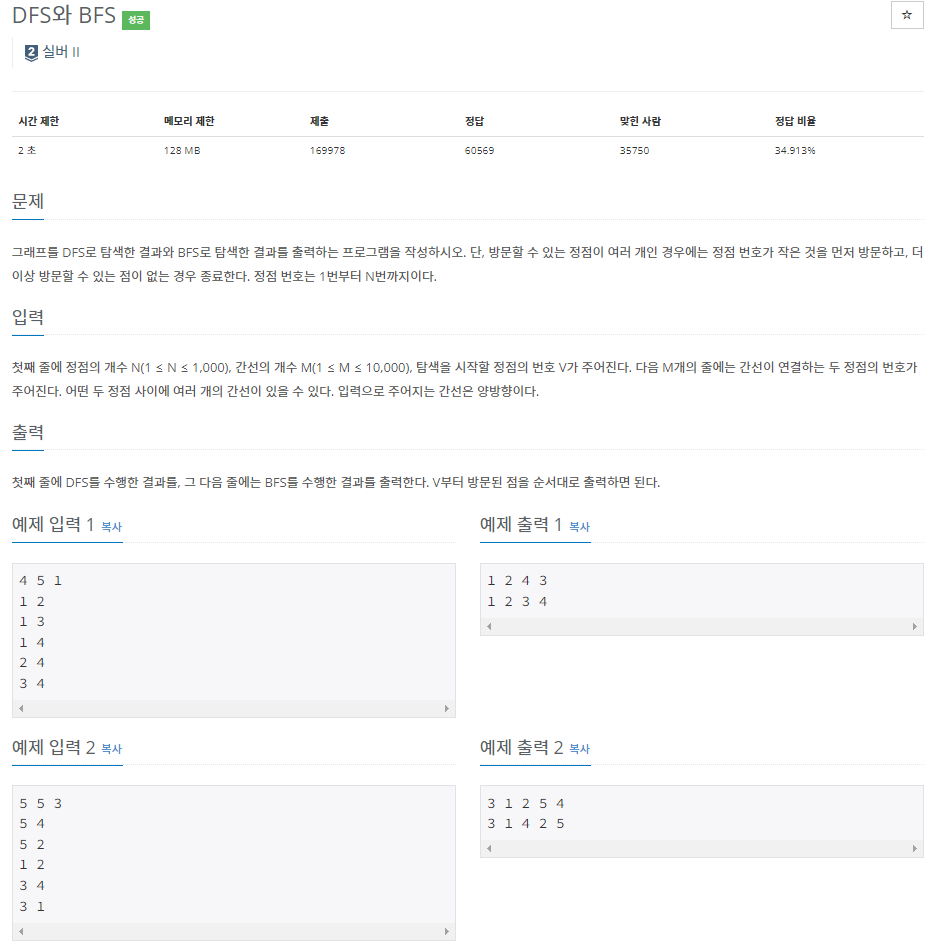 DFS와 BFS 성공
2 실버 II
시간 제한 메모리 제한 제출 정답 맞힌 사람 정답 비율
2 초 128 MB 169978 60569 35750 34.913%
문제
그래프를 DFS로 탐색한 결과와 BFS로 탐색한 결과를 출력하는 프로그램을 작성하시오. 단, 방문할 수 있는 정점이 여러 개인 경우에는 정점 번호가 작은 것을 먼저 방문하고, 더
이상 방문할 수 있는 점이 없는 경우 종료한다. 정점 번호는 1번부터 N번까지이다.
입력
첫째 줄에 정점의 개수 N(1 ≤ N ≤ 1,000), 간선의 개수 M(1 ≤ M ≤ 10,000), 탐색을 시작할 정점의 번호 V가 주어진다. 다음 M개의 줄에는 간선이 연결하는 두 정점의 번호가
주어진다. 어떤 두 정점 사이에 여러 개의 간선이 있을 수 있다. 입력으로 주어지는 간선은 양방향이다.
출력
첫째 줄에 DFS를 수행한 결과를, 그 다음 줄에는 BFS를 수행한 결과를 출력한다. V부터 방문된 점을 순서대로 출력하면 된다.
예제 입력 1 복사
4 5 1
1 2
1 3
1 4
2 4
3 4
예제 출력 1 복사
1 2 4 3
1 2 3 4
예제 입력 2 복사
5 5 3
5 4
5 2
1 2
3 4
3 1
예제 출력 2 복사
3 1 2 5 4
3 1 4 2 5